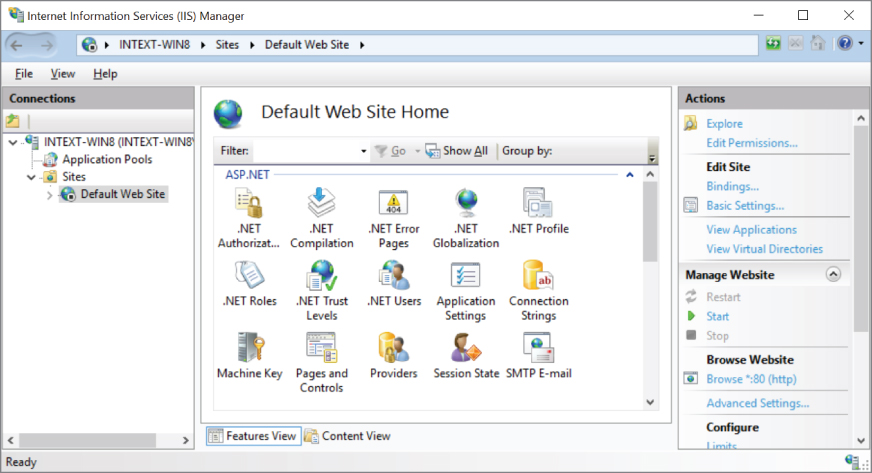 Internet Information Services (IIS) Manager
INTEXT-WIN8 Sites Default Web Site
File View Help
Connections
INTEXT-WIN8 (INTEXT-WIN8\
Application Pools
Sites
Default Web Site
Default Web Site Home
Filter: Go Show All Group by:
ASP.NET
.NET Authorizat...
.NET Compilation
.NET Error Pages
.NET Globalization
.NET Profile
.NET Roles
.NET Trust Levels
.NET Users
Application Settings
Connection Strings
Machine Key
Pages and Controls
Providers
Session State
SMTP E-mail
404
ab
Features View Content View
Actions
Explore
Edit Permissions...
Edit Site
Bindings...
Basic Settings...
View Applications
View Virtual Directories
Manage Website
Restart
Start
Stop
Browse Website
Browse *:80 (http)
Advanced Settings...
Configure
Limits
Ready